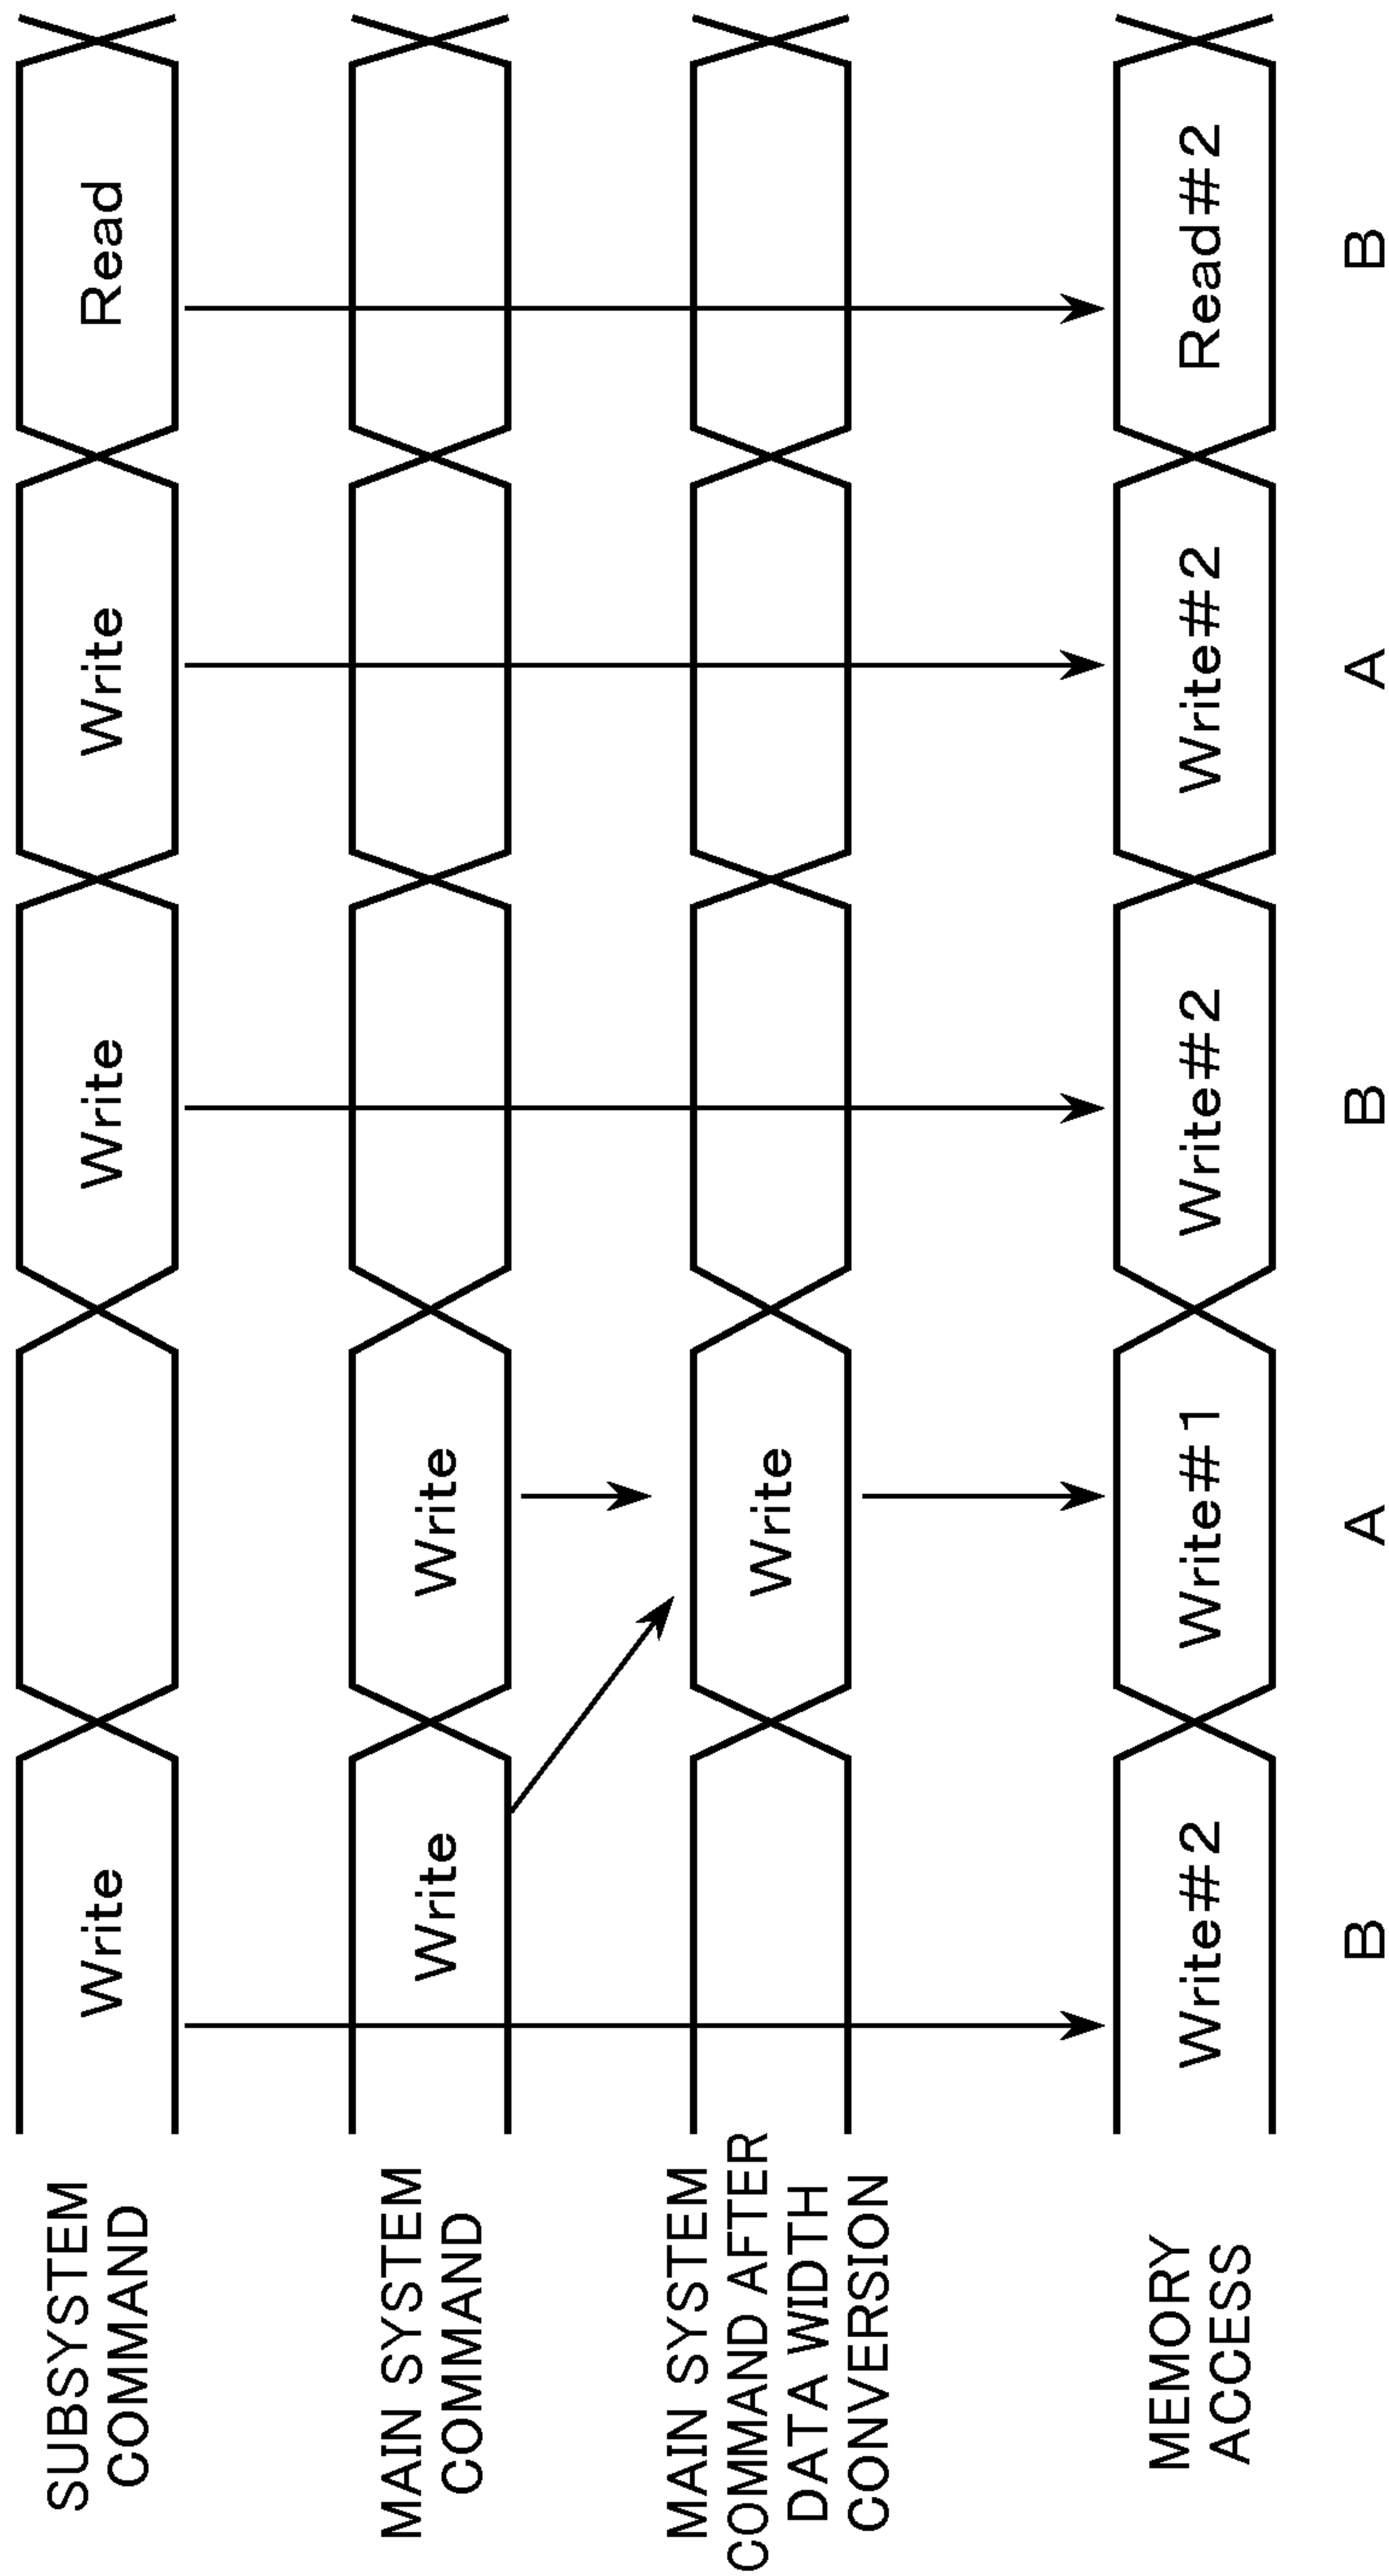 SUBSYSTEM
COMMAND
Write
Write
Write
Read
MAIN SYSTEM
COMMAND
Write
Write
MAIN SYSTEM
COMMAND AFTER
DATA WIDTH
CONVERSION
Write
MEMORY
ACCESS
Write#2
Write#1
Write#2
Write#2
Read#2
B
A
B
A
B